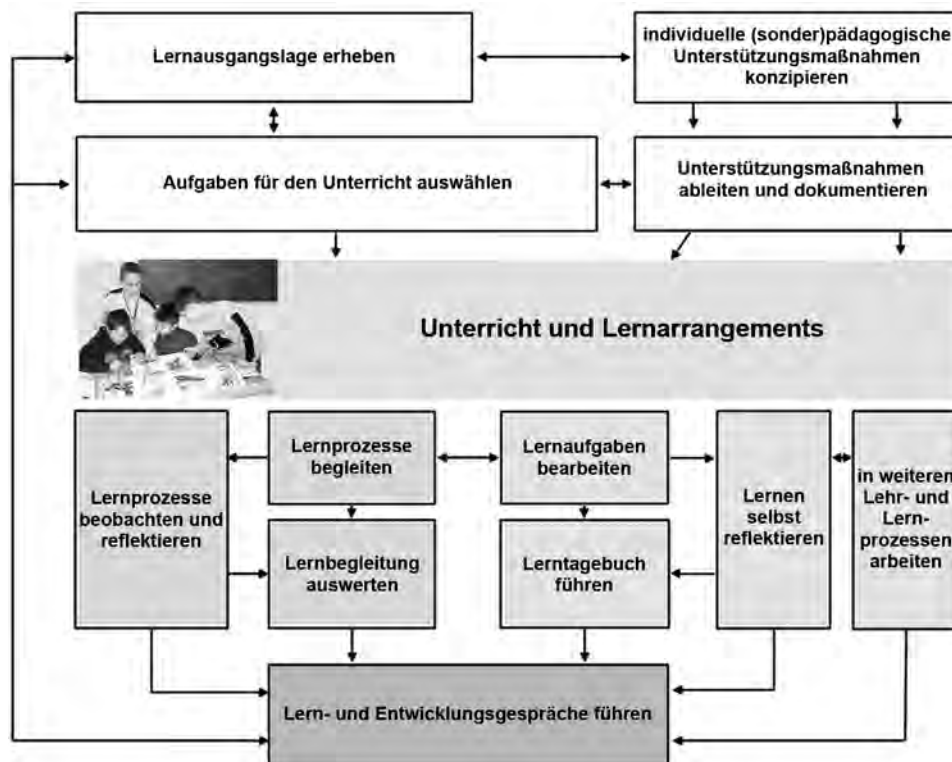 Lernausgangslage erheben
individuelle (sonder)pädagogische
Unterstützungsmaßnahmen
konzipieren
Aufgaben für den Unterricht auswählen
Unterstützungsmaßnahmen
ableiten und dokumentieren
Unterricht und Lernarrangements
Lernprozesse
beobachten und
reflektieren
Lernprozesse
begleiten
Lernaufgaben
bearbeiten
Lernen
selbst
reflektieren
in weiteren
Lehr- und
Lern-
prozessen
arbeiten
Lernbegleitung
auswerten
Lerntagebuch
führen
Lern- und Entwicklungsgespräche führen